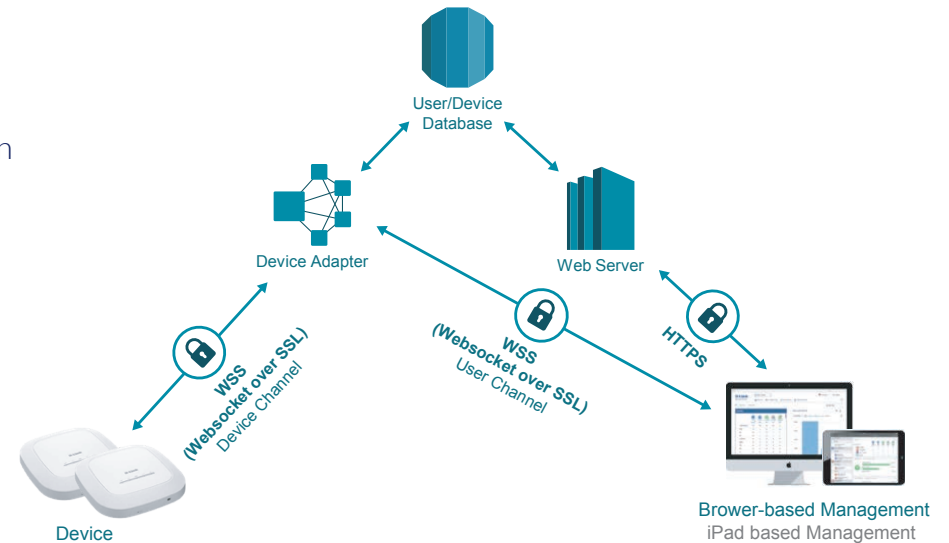 User/Device
Database
n
Device Adapter
Web Server
WSS
(Websocket over SSL)
Device Channel
WSS
(Websocket over SSL)
User Channel
HTTPS
Device
Brower-based Management
iPad based Management